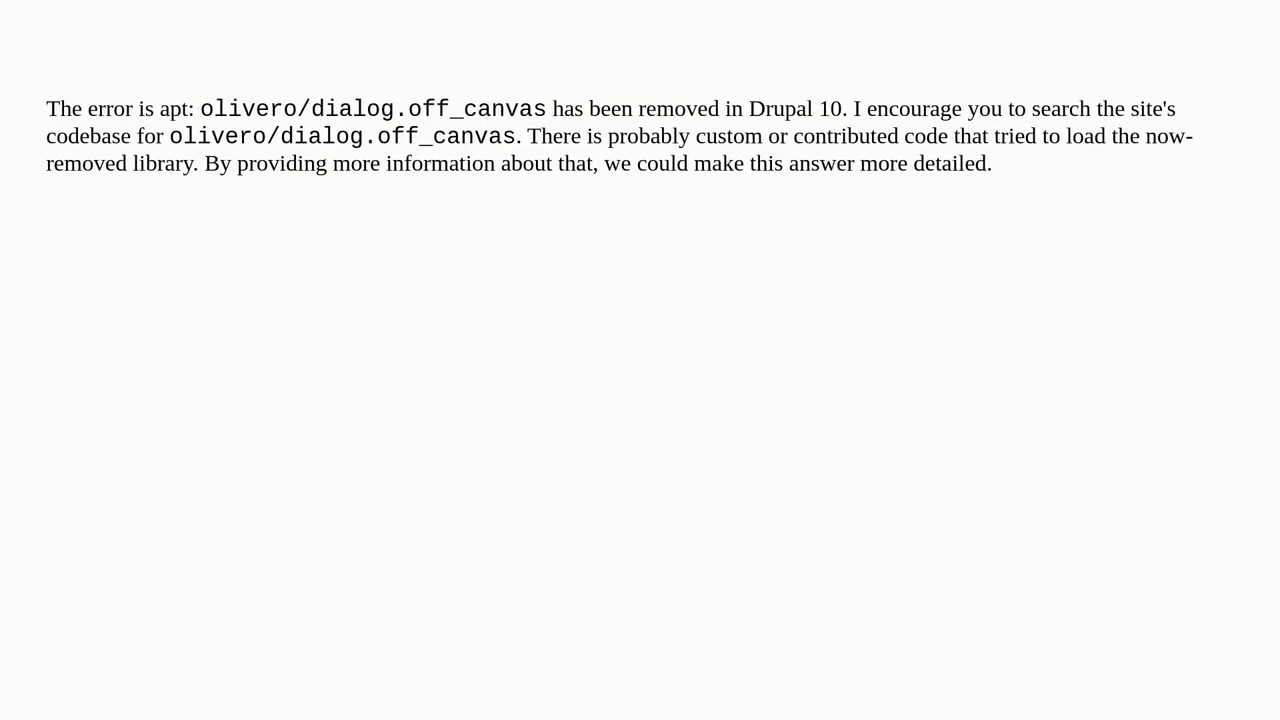 The error is apt: olivero/dialog.off_canvas has been removed in Drupal 10. I encourage you to search the site's
codebase for olivero/dialog.off_canvas. There is probably custom or contributed code that tried to load the now-
removed library. By providing more information about that, we could make this answer more detailed.